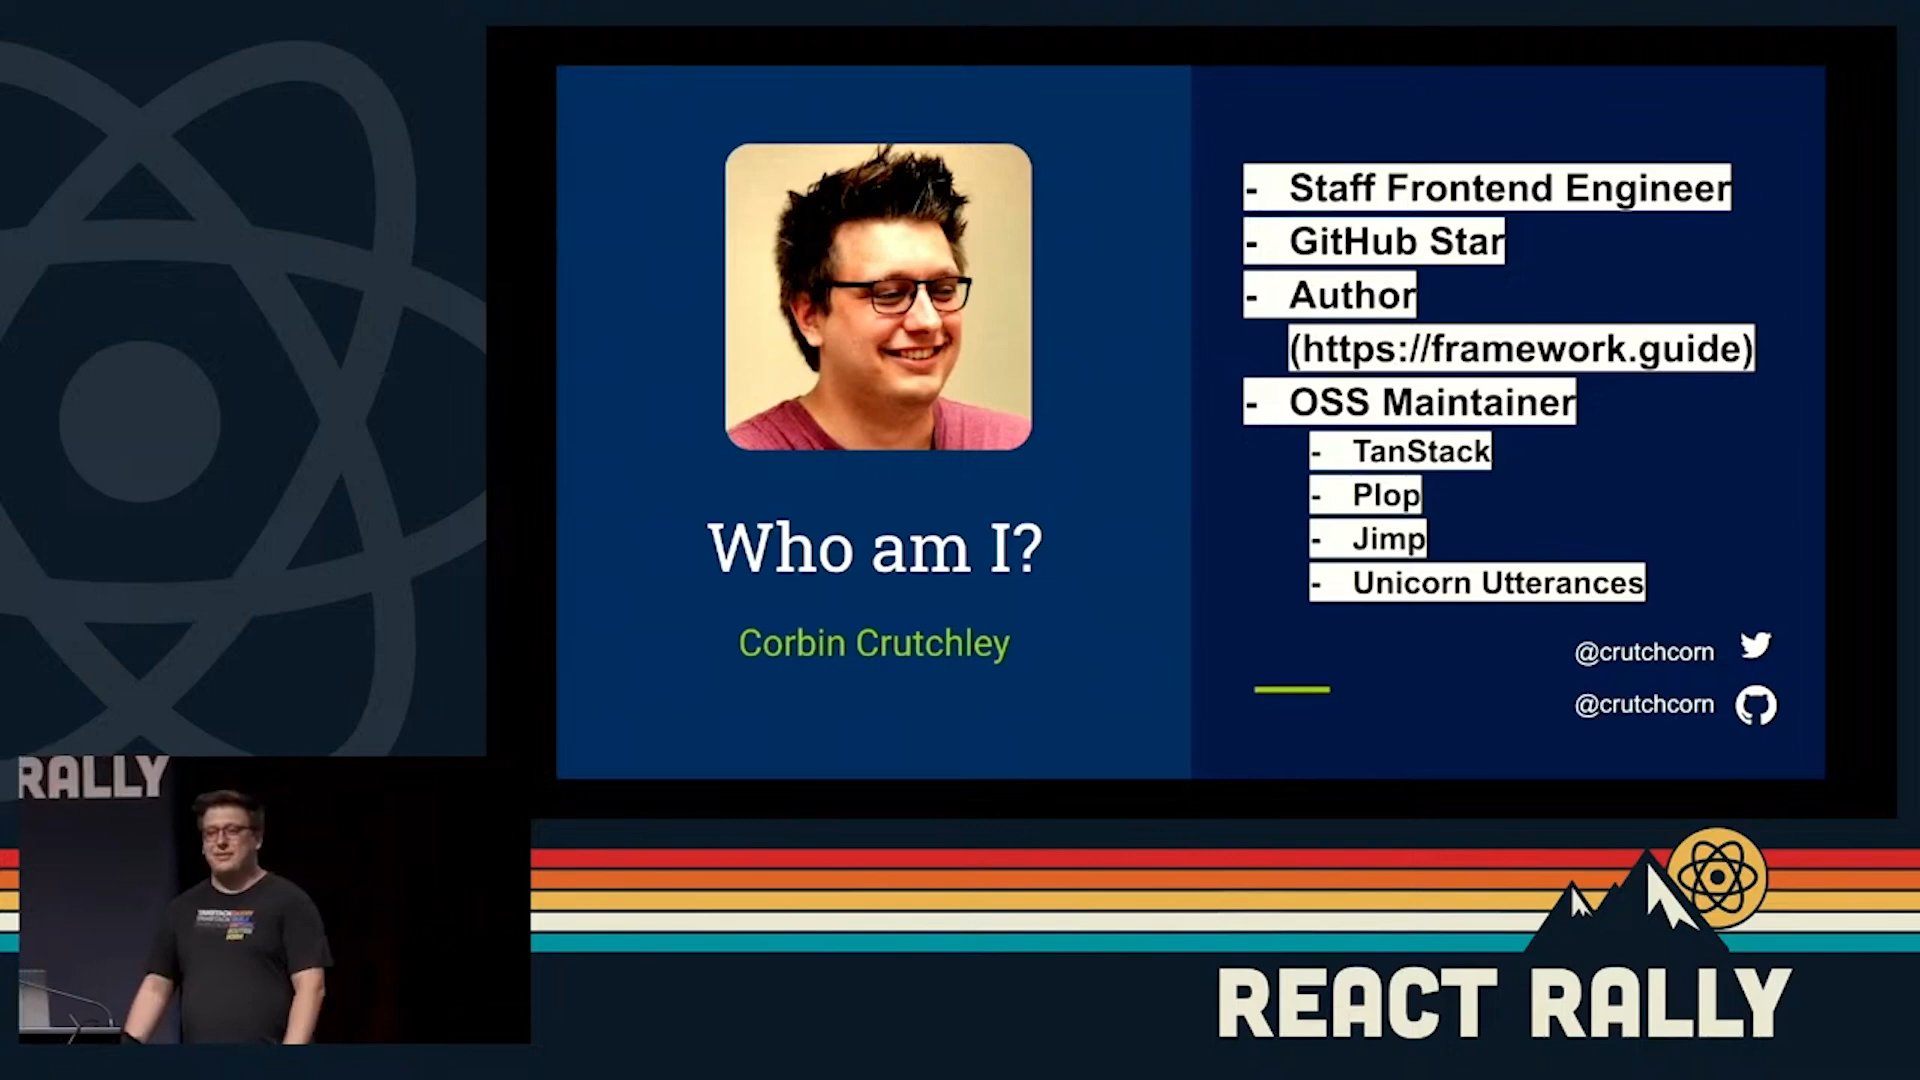 Who am I?
Corbin Crutchley
- Staff Frontend Engineer
- GitHub Star
- Author
(https://framework.guide)
- OSS Maintainer
- TanStack
- Plop
- Jimp
- Unicorn Utterances
@crutchcorn
@crutchcorn
RALLY
REACT RALLY